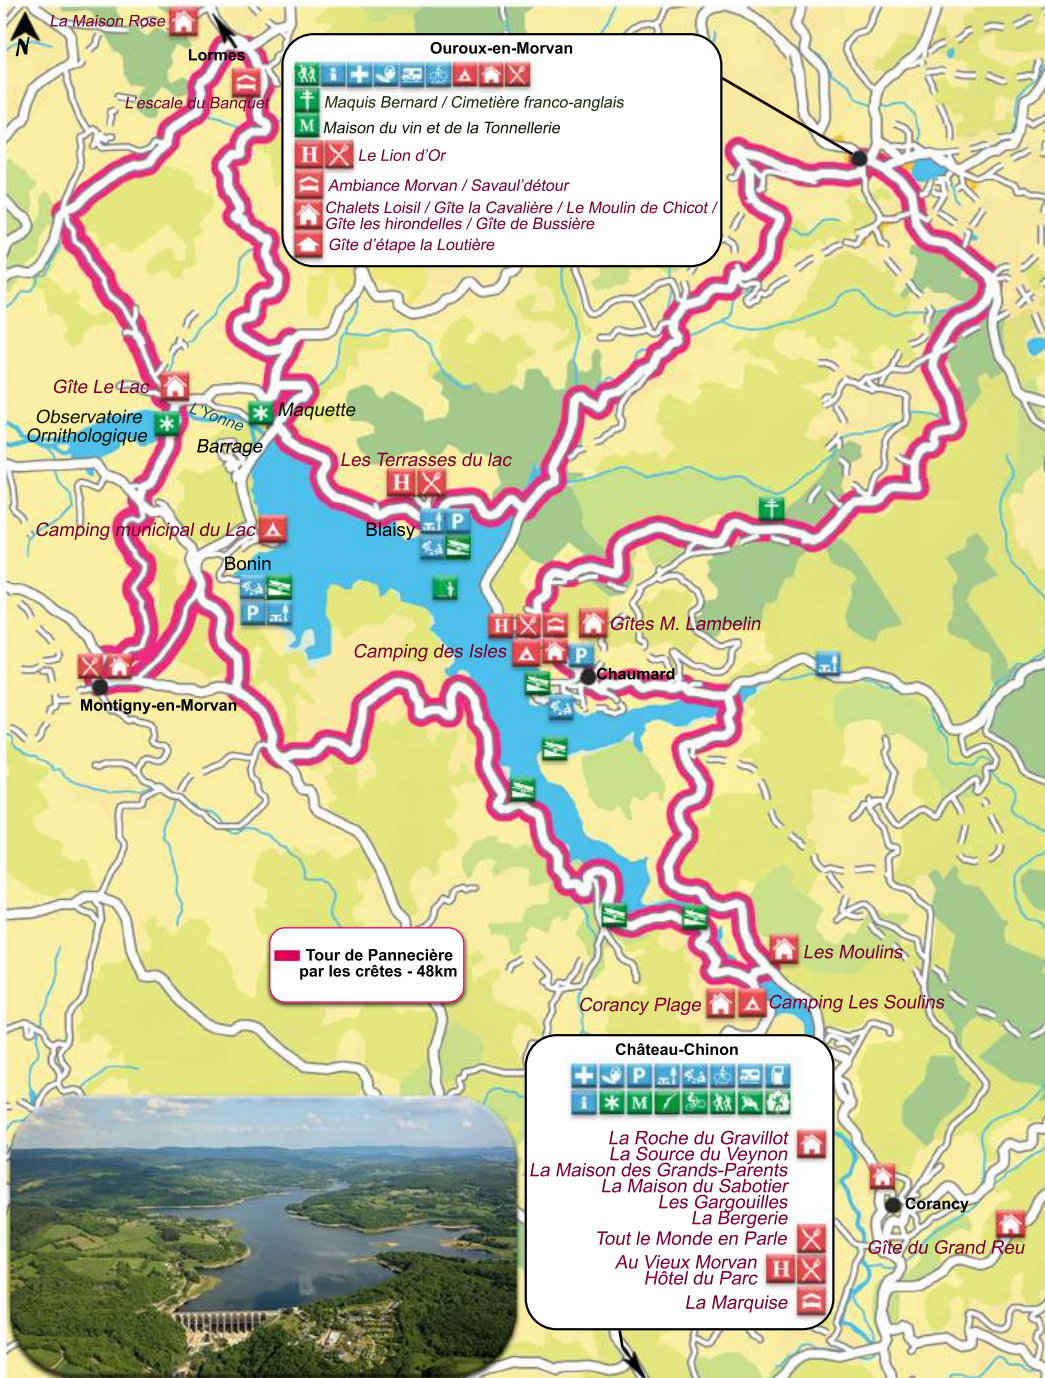 La Maison Rose
N
Lormes
L'escale du Banquet
Ouroux-en-Morvan
Maquis Bernard / Cimetière franco-anglais
M
Maison du vin et de la Tonnellerie
H
Le Lion d'Or
Ambiance Morvan / Savaul'détour
Chalets Loisil / Gîte la Cavalière / Le Moulin de Chicot /
Gîte les hirondelles / Gîte de Bussière
Gîte d'étape la Loutière
Gîte Le Lac
Observatoire
Ornithologique
L'Yonne
Maquette
Barrage
Les Terrasses du lac
H
Camping municipal du Lac
Blaisy
P
Bonin
P
H
Gîtes M. Lambelin
Camping des Isles
P
Chaumard
Montigny-en-Morvan
Tour de Pannecière
par les crêtes - 48km
Les Moulins
Corancy Plage
Camping Les Soulins
Château-Chinon
P
i
M
La Roche du Gravillot
La Source du Veynon
La Maison des Grands-Parents
La Maison du Sabotier
Les Gargouilles
La Bergerie
Tout le Monde en Parle
Au Vieux Morvan
Hôtel du Parc
H
La Marquise
Corancy
Gîte du Grand Reu